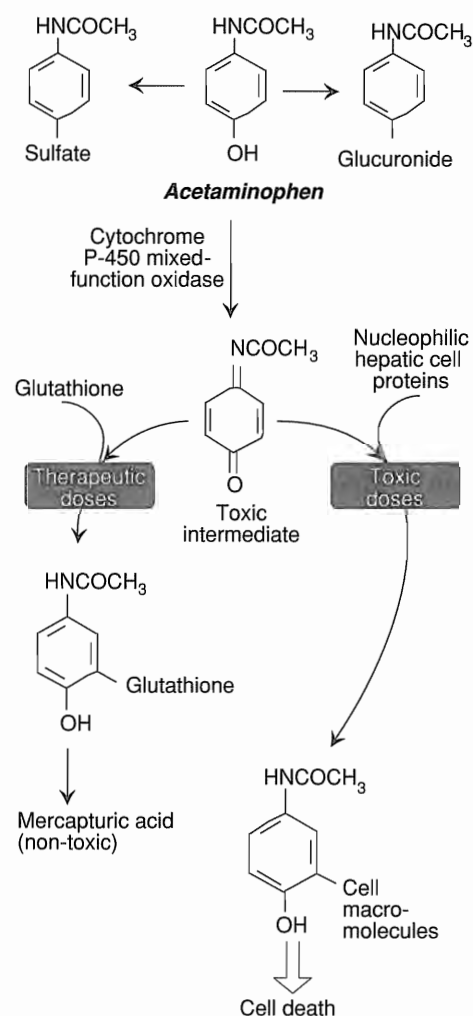 HNCOCH3
HNCOCH3
HNCOCH3
Sulfate
OH
Glucuronide
Acetaminophen
Cytochrome
P-450 mixed-
function oxidase
NCOCH3
Nucleophilic
hepatic cell
proteins
Glutathione
Therapeutic
doses
O
Toxic
intermediate
Toxic
doses
HNCOCH3
Glutathione
OH
Mercapturic acid
(non-toxic)
HNCOCH3
Cell
macro-
molecules
OH
Cell death